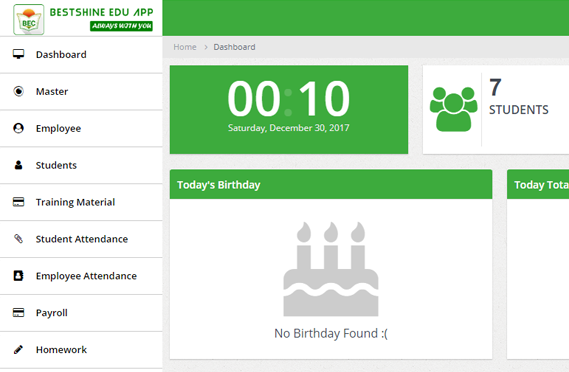 BESTSHINE EDU APP
ALWAYS WITH YOU
BEC
Dashboard
Master
Employee
Students
Training Material
Student Attendance
Employee Attendance
Payroll
Homework
Home > Dashboard
00:10
Saturday, December 30, 2017
7
STUDENTS
Today's Birthday
No Birthday Found :(
Today Tota